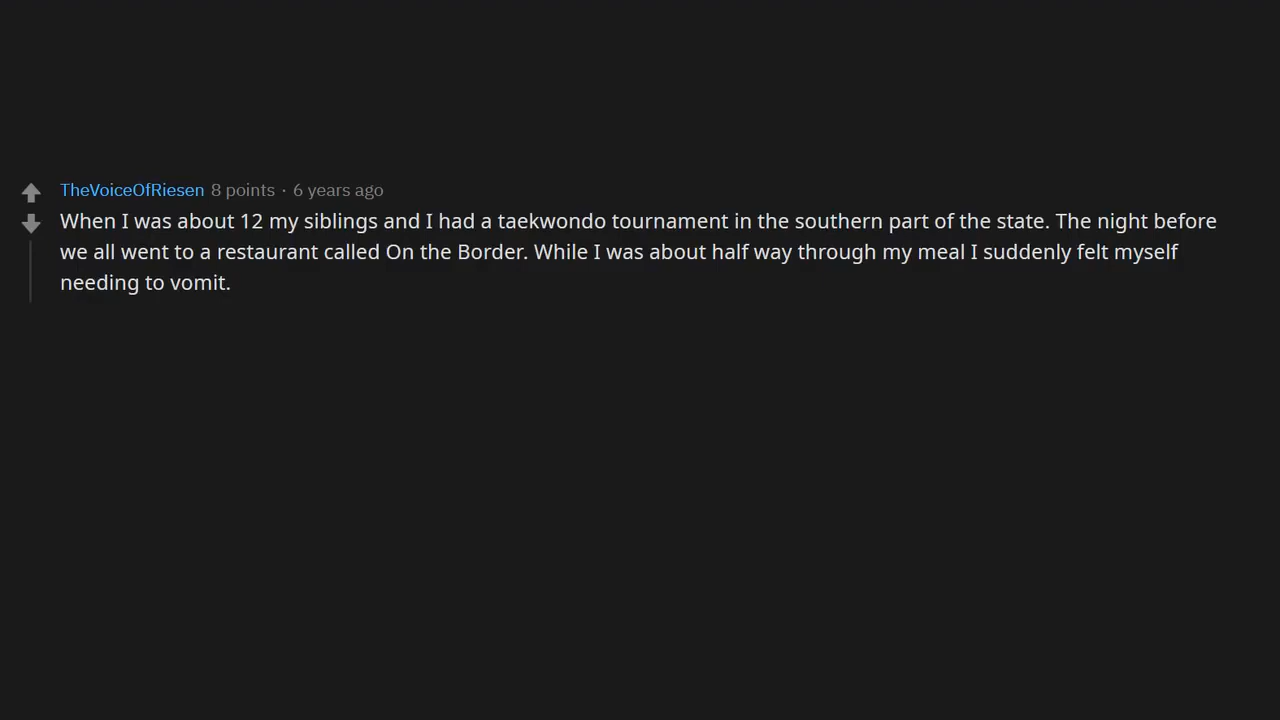 TheVoiceOfRiesen 8 points · 6 years ago
When I was about 12 my siblings and I had a taekwondo tournament in the southern part of the state. The night before
we all went to a restaurant called On the Border. While I was about half way through my meal I suddenly felt myself
needing to vomit.